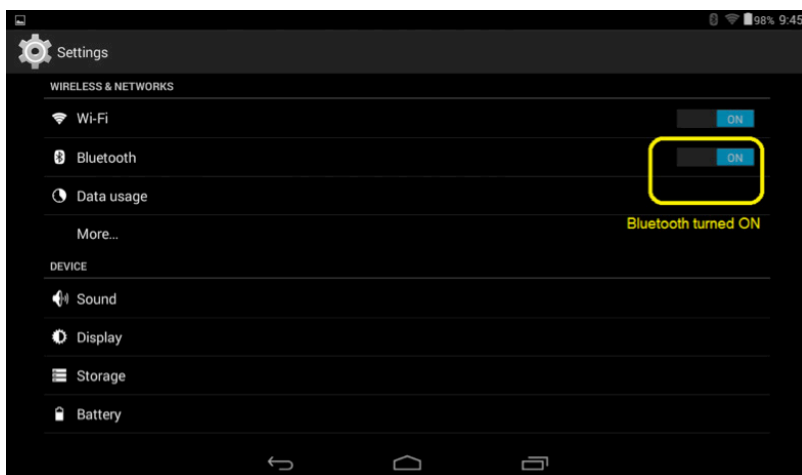 98% 9:45
Settings
WIRELESS & NETWORKS
Wi-Fi ON
Bluetooth ON
Data usage
Bluetooth turned ON
More...
DEVICE
Sound
Display
Storage
Battery